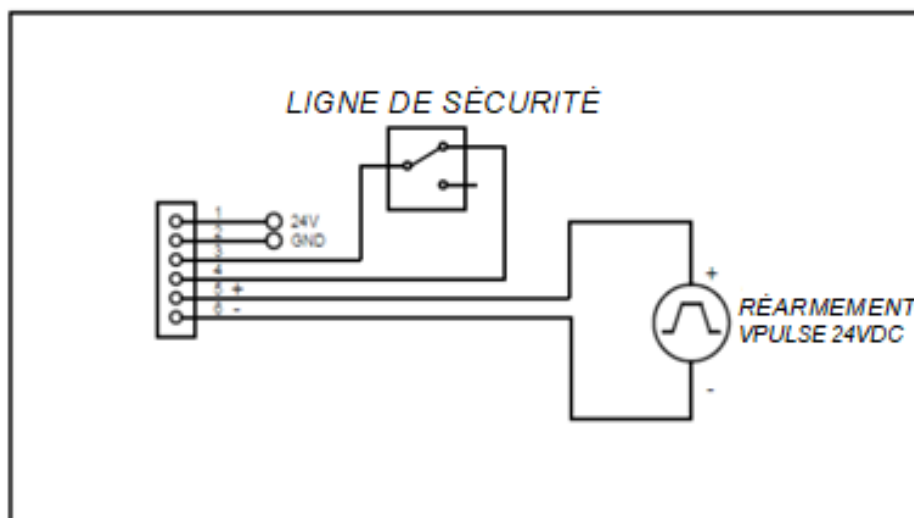 LIGNE DE SÉCURITÉ
1
24V
2
GND
3
4
5 +
6 -
+
RÉARMEMENT
VPULSE 24VDC
-